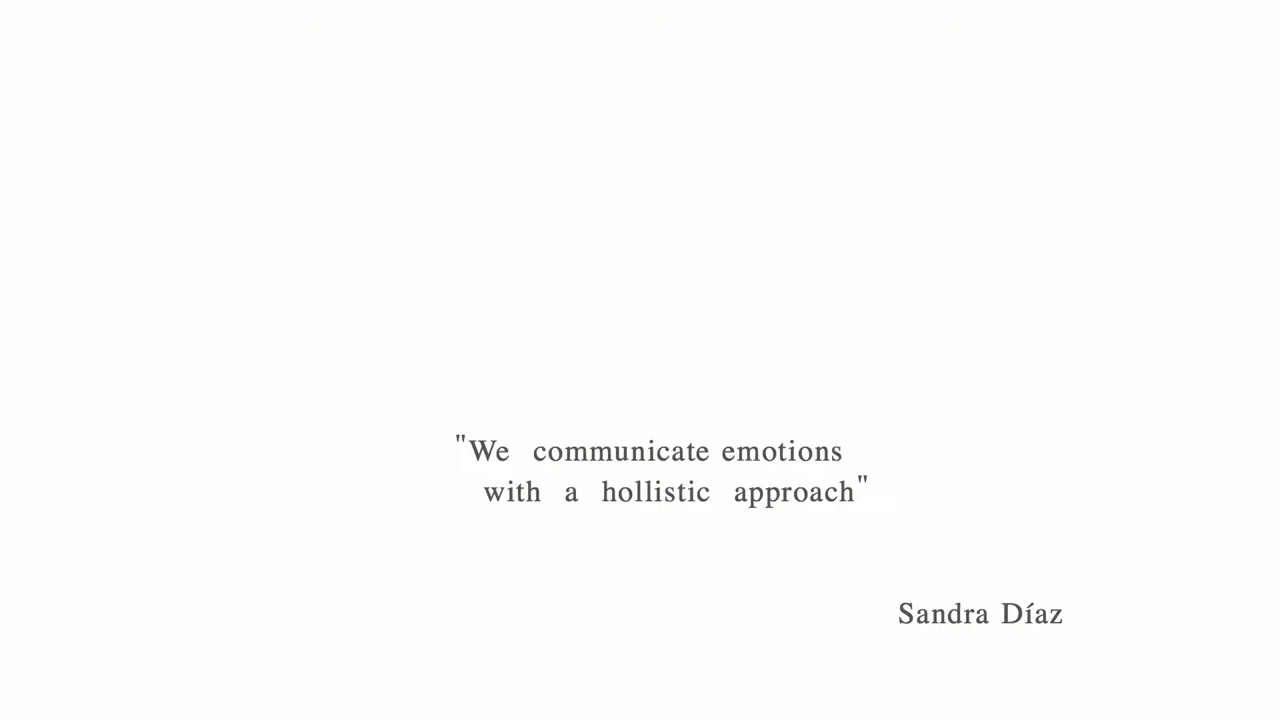 "We communicate emotions
with a hollistic approach"
Sandra Díaz